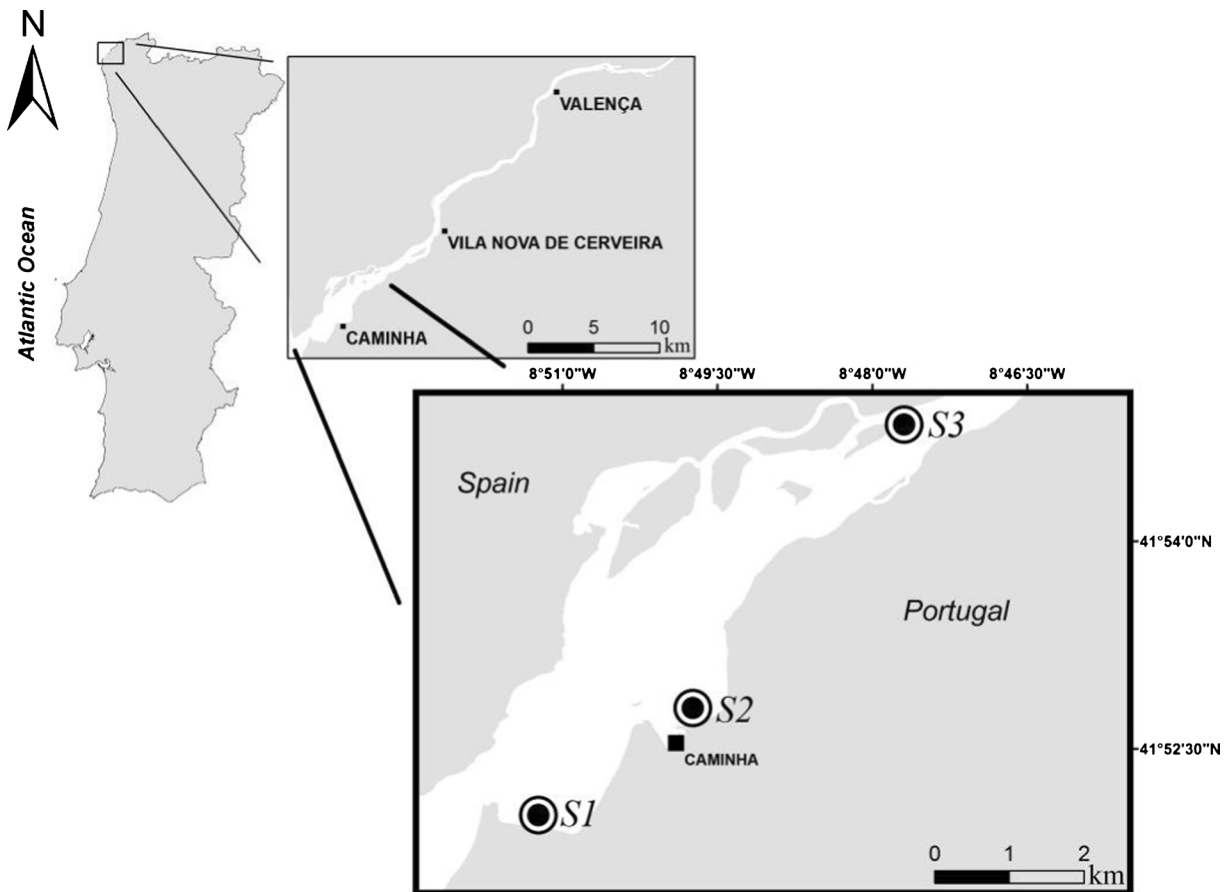 N
Atlantic Ocean
VALENÇA
VILA NOVA DE CERVEIRA
CAMINHA
0 5 10
km
8°51'0"W 8°49'30"W 8°48'0"W 8°46'30"W
S3
Spain
41°54'0"N
Portugal
S2
41°52'30"N
CAMINHA
S1
0 1 2
km